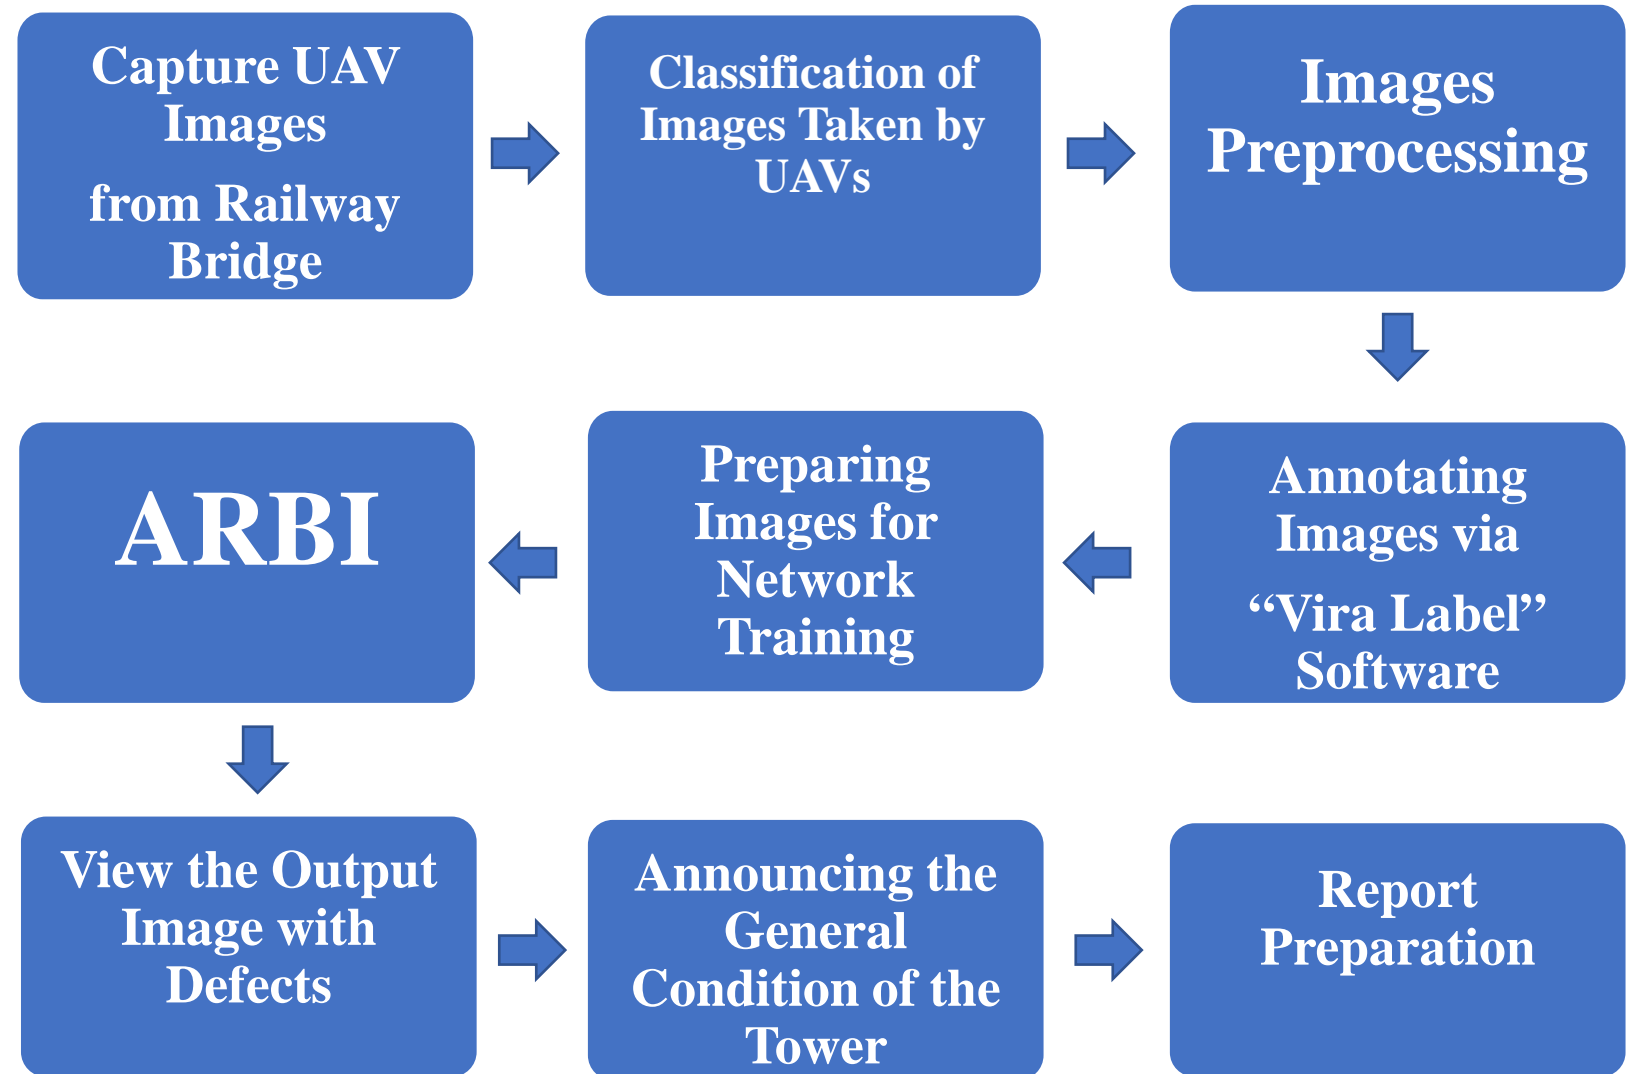 Capture UAV
Images
from Railway
Bridge
Classification of
Images Taken by
UAVs
Images
Preprocessing
Annotating
Images via
“Vira Label”
Software
Preparing
Images for
Network
Training
ARBI
View the Output
Image with
Defects
Announcing the
General
Condition of the
Tower
Report
Preparation